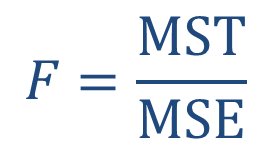 F = MST / MSE